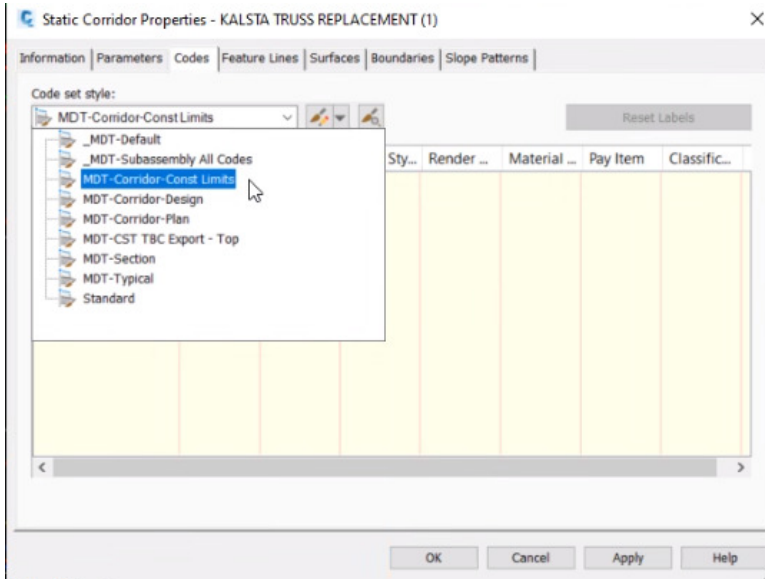 Static Corridor Properties - KALSTA TRUSS REPLACEMENT (1)
Information Parameters Codes Feature Lines Surfaces Boundaries Slope Patterns
Code set style:
MDT-Corridor-Const Limits
Reset Labels
_MDT-Default
_MDT-Subassembly All Codes
Sty... Render ... Material ... Pay Item Classific...
MDT-Corridor-Const Limits
MDT-Corridor-Design
MDT-Corridor-Plan
MDT-CST TBC Export - Top
MDT-Section
MDT-Typical
Standard
OK Cancel Apply Help